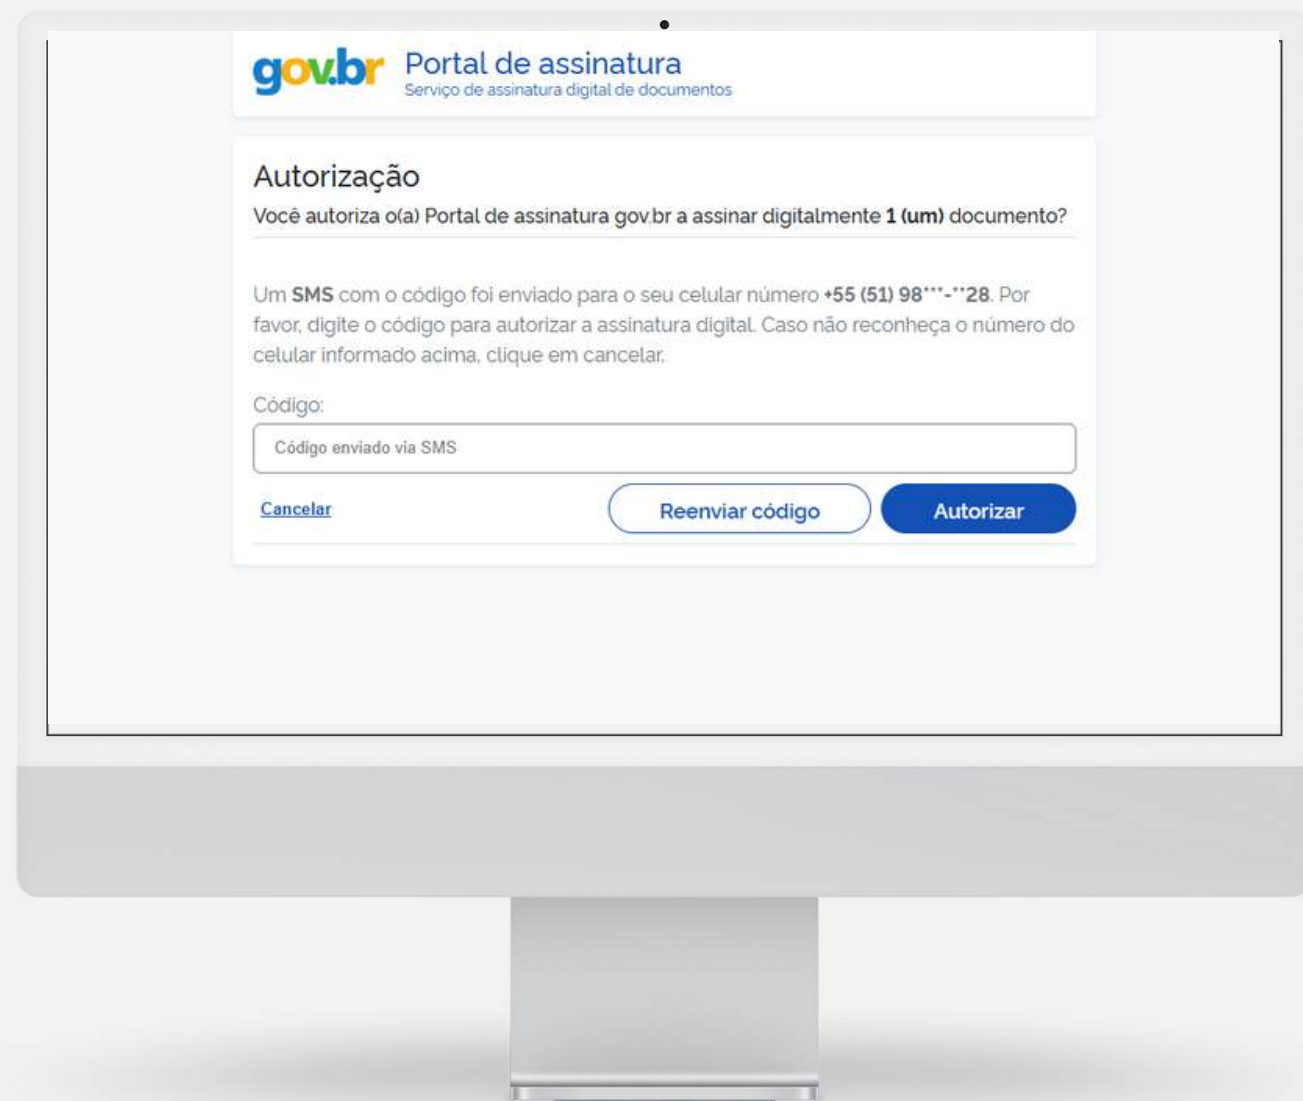 gov.br
Portal de assinatura
Serviço de assinatura digital de documentos
Autorização
Você autoriza o(a) Portal de assinatura gov.br a assinar digitalmente 1 (um) documento?
Um SMS com o código foi enviado para o seu celular número +55 (51) 98***-**28. Por
favor, digite o código para autorizar a assinatura digital. Caso não reconheça o número do
celular informado acima, clique em cancelar.
Código:
Código enviado via SMS
Cancelar
Reenviar código
Autorizar